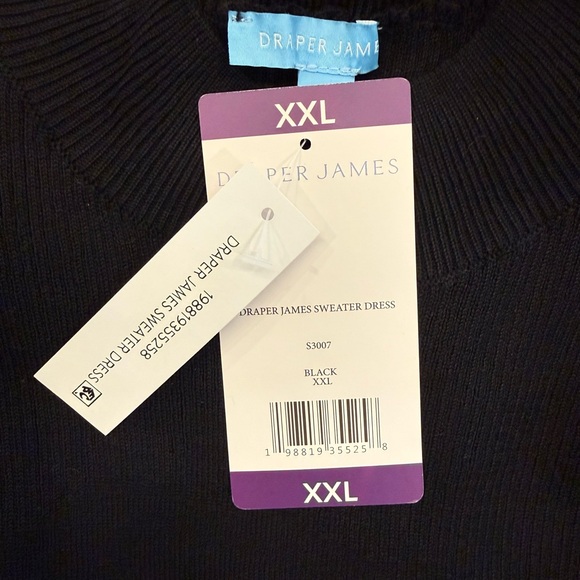 DRAPER JAME
XXL
DRAPER JAMES
DRAPER JAMES SWEATER DRESS
S3007
BLACK
XXL
1 98819 35525 8
XXL
198819355258
DRAPER JAMES SWEATER DRESS